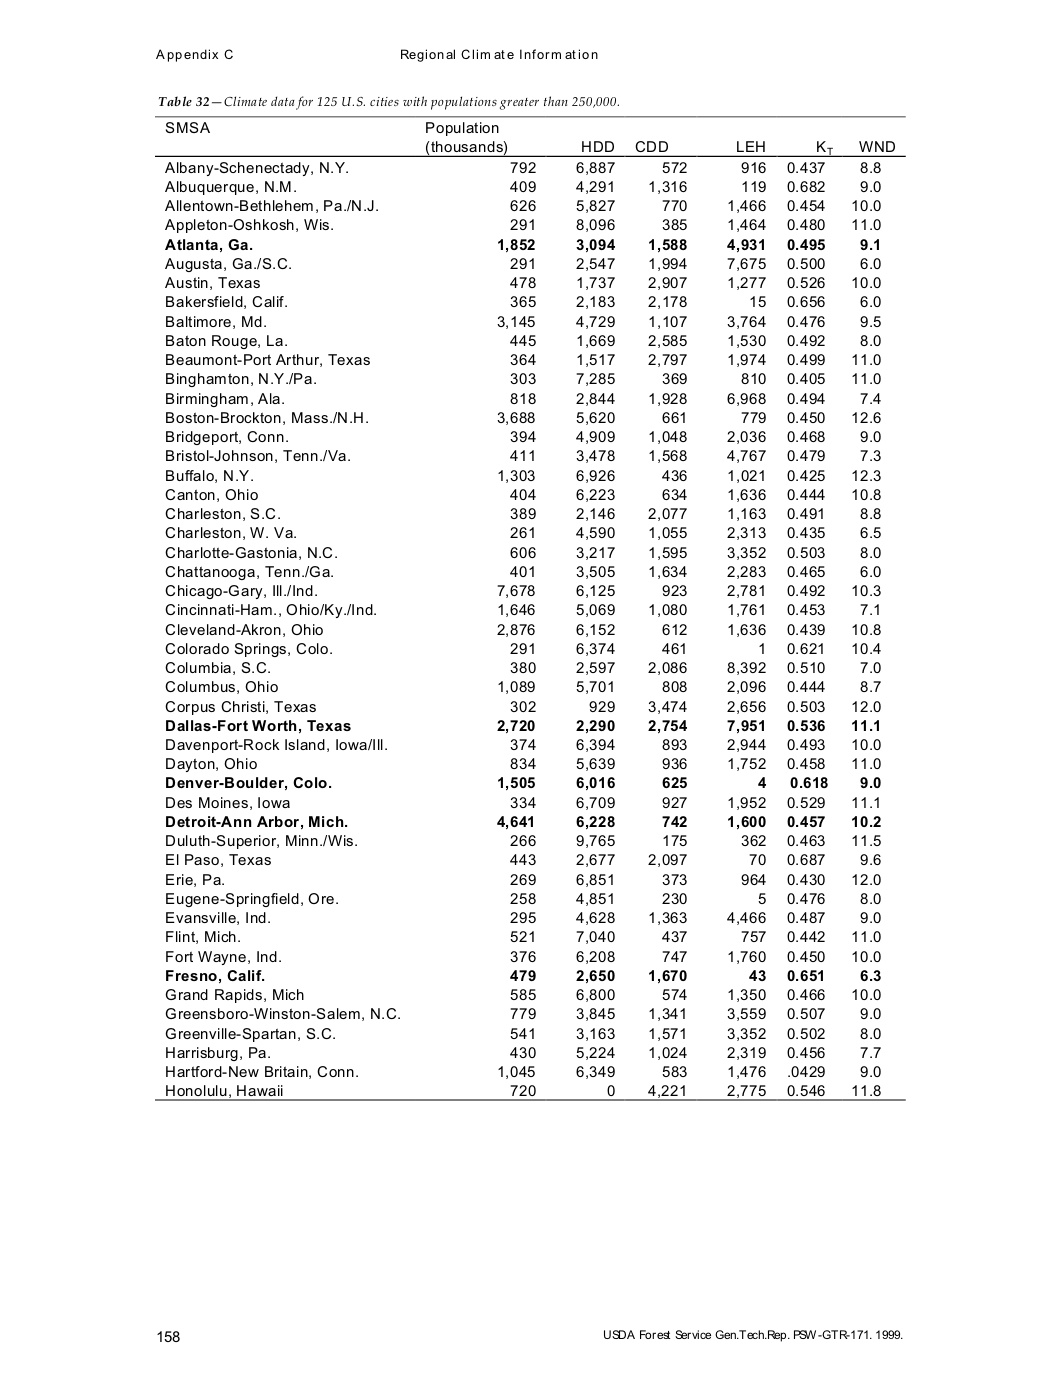 Appendix C Regional Climate Information
Table 32—Climate data for 125 U.S. cities with populations greater than 250,000.
SMSA Population
(thousands) HDD CDD LEH KT WND
Albany-Schenectady, N.Y. 792 6,887 572 916 0.437 8.8
Albuquerque, N.M. 409 4,291 1,316 119 0.682 9.0
Allentown-Bethlehem, Pa./N.J. 626 5,827 770 1,466 0.454 10.0
Appleton-Oshkosh, Wis. 291 8,096 385 1,464 0.480 11.0
Atlanta, Ga. 1,852 3,094 1,588 4,931 0.495 9.1
Augusta, Ga./S.C. 291 2,547 1,994 7,675 0.500 6.0
Austin, Texas 478 1,737 2,907 1,277 0.526 10.0
Bakersfield, Calif. 365 2,183 2,178 15 0.656 6.0
Baltimore, Md. 3,145 4,729 1,107 3,764 0.476 9.5
Baton Rouge, La. 445 1,669 2,585 1,530 0.492 8.0
Beaumont-Port Arthur, Texas 364 1,517 2,797 1,974 0.499 11.0
Binghamton, N.Y./Pa. 303 7,285 369 810 0.405 11.0
Birmingham, Ala. 818 2,844 1,928 6,968 0.494 7.4
Boston-Brockton, Mass./N.H. 3,688 5,620 661 779 0.450 12.6
Bridgeport, Conn. 394 4,909 1,048 2,036 0.468 9.0
Bristol-Johnson, Tenn./Va. 411 3,478 1,568 4,767 0.479 7.3
Buffalo, N.Y. 1,303 6,926 436 1,021 0.425 12.3
Canton, Ohio 404 6,223 634 1,636 0.444 10.8
Charleston, S.C. 389 2,146 2,077 1,163 0.491 8.8
Charleston, W. Va. 261 4,590 1,055 2,313 0.435 6.5
Charlotte-Gastonia, N.C. 606 3,217 1,595 3,352 0.503 8.0
Chattanooga, Tenn./Ga. 401 3,505 1,634 2,283 0.465 6.0
Chicago-Gary, Ill./Ind. 7,678 6,125 923 2,781 0.492 10.3
Cincinnati-Ham., Ohio/Ky./Ind. 1,646 5,069 1,080 1,761 0.453 7.1
Cleveland-Akron, Ohio 2,876 6,152 612 1,636 0.439 10.8
Colorado Springs, Colo. 291 6,374 461 1 0.621 10.4
Columbia, S.C. 380 2,597 2,086 8,392 0.510 7.0
Columbus, Ohio 1,089 5,701 808 2,096 0.444 8.7
Corpus Christi, Texas 302 929 3,474 2,656 0.503 12.0
Dallas-Fort Worth, Texas 2,720 2,290 2,754 7,951 0.536 11.1
Davenport-Rock Island, Iowa/Ill. 374 6,394 893 2,944 0.493 10.0
Dayton, Ohio 834 5,639 936 1,752 0.458 11.0
Denver-Boulder, Colo. 1,505 6,016 625 4 0.618 9.0
Des Moines, Iowa 334 6,709 927 1,952 0.529 11.1
Detroit-Ann Arbor, Mich. 4,641 6,228 742 1,600 0.457 10.2
Duluth-Superior, Minn./Wis. 266 9,765 175 362 0.463 11.5
El Paso, Texas 443 2,677 2,097 70 0.687 9.6
Erie, Pa. 269 6,851 373 964 0.430 12.0
Eugene-Springfield, Ore. 258 4,851 230 5 0.476 8.0
Evansville, Ind. 295 4,628 1,363 4,466 0.487 9.0
Flint, Mich. 521 7,040 437 757 0.442 11.0
Fort Wayne, Ind. 376 6,208 747 1,760 0.450 10.0
Fresno, Calif. 479 2,650 1,670 43 0.651 6.3
Grand Rapids, Mich 585 6,800 574 1,350 0.466 10.0
Greensboro-Winston-Salem, N.C. 779 3,845 1,341 3,559 0.507 9.0
Greenville-Spartan, S.C. 541 3,163 1,571 3,352 0.502 8.0
Harrisburg, Pa. 430 5,224 1,024 2,319 0.456 7.7
Hartford-New Britain, Conn. 1,045 6,349 583 1,476 .0429 9.0
Honolulu, Hawaii 720 0 4,221 2,775 0.546 11.8
158 USDA Forest Service Gen.Tech.Rep. PSW-GTR-171. 1999.